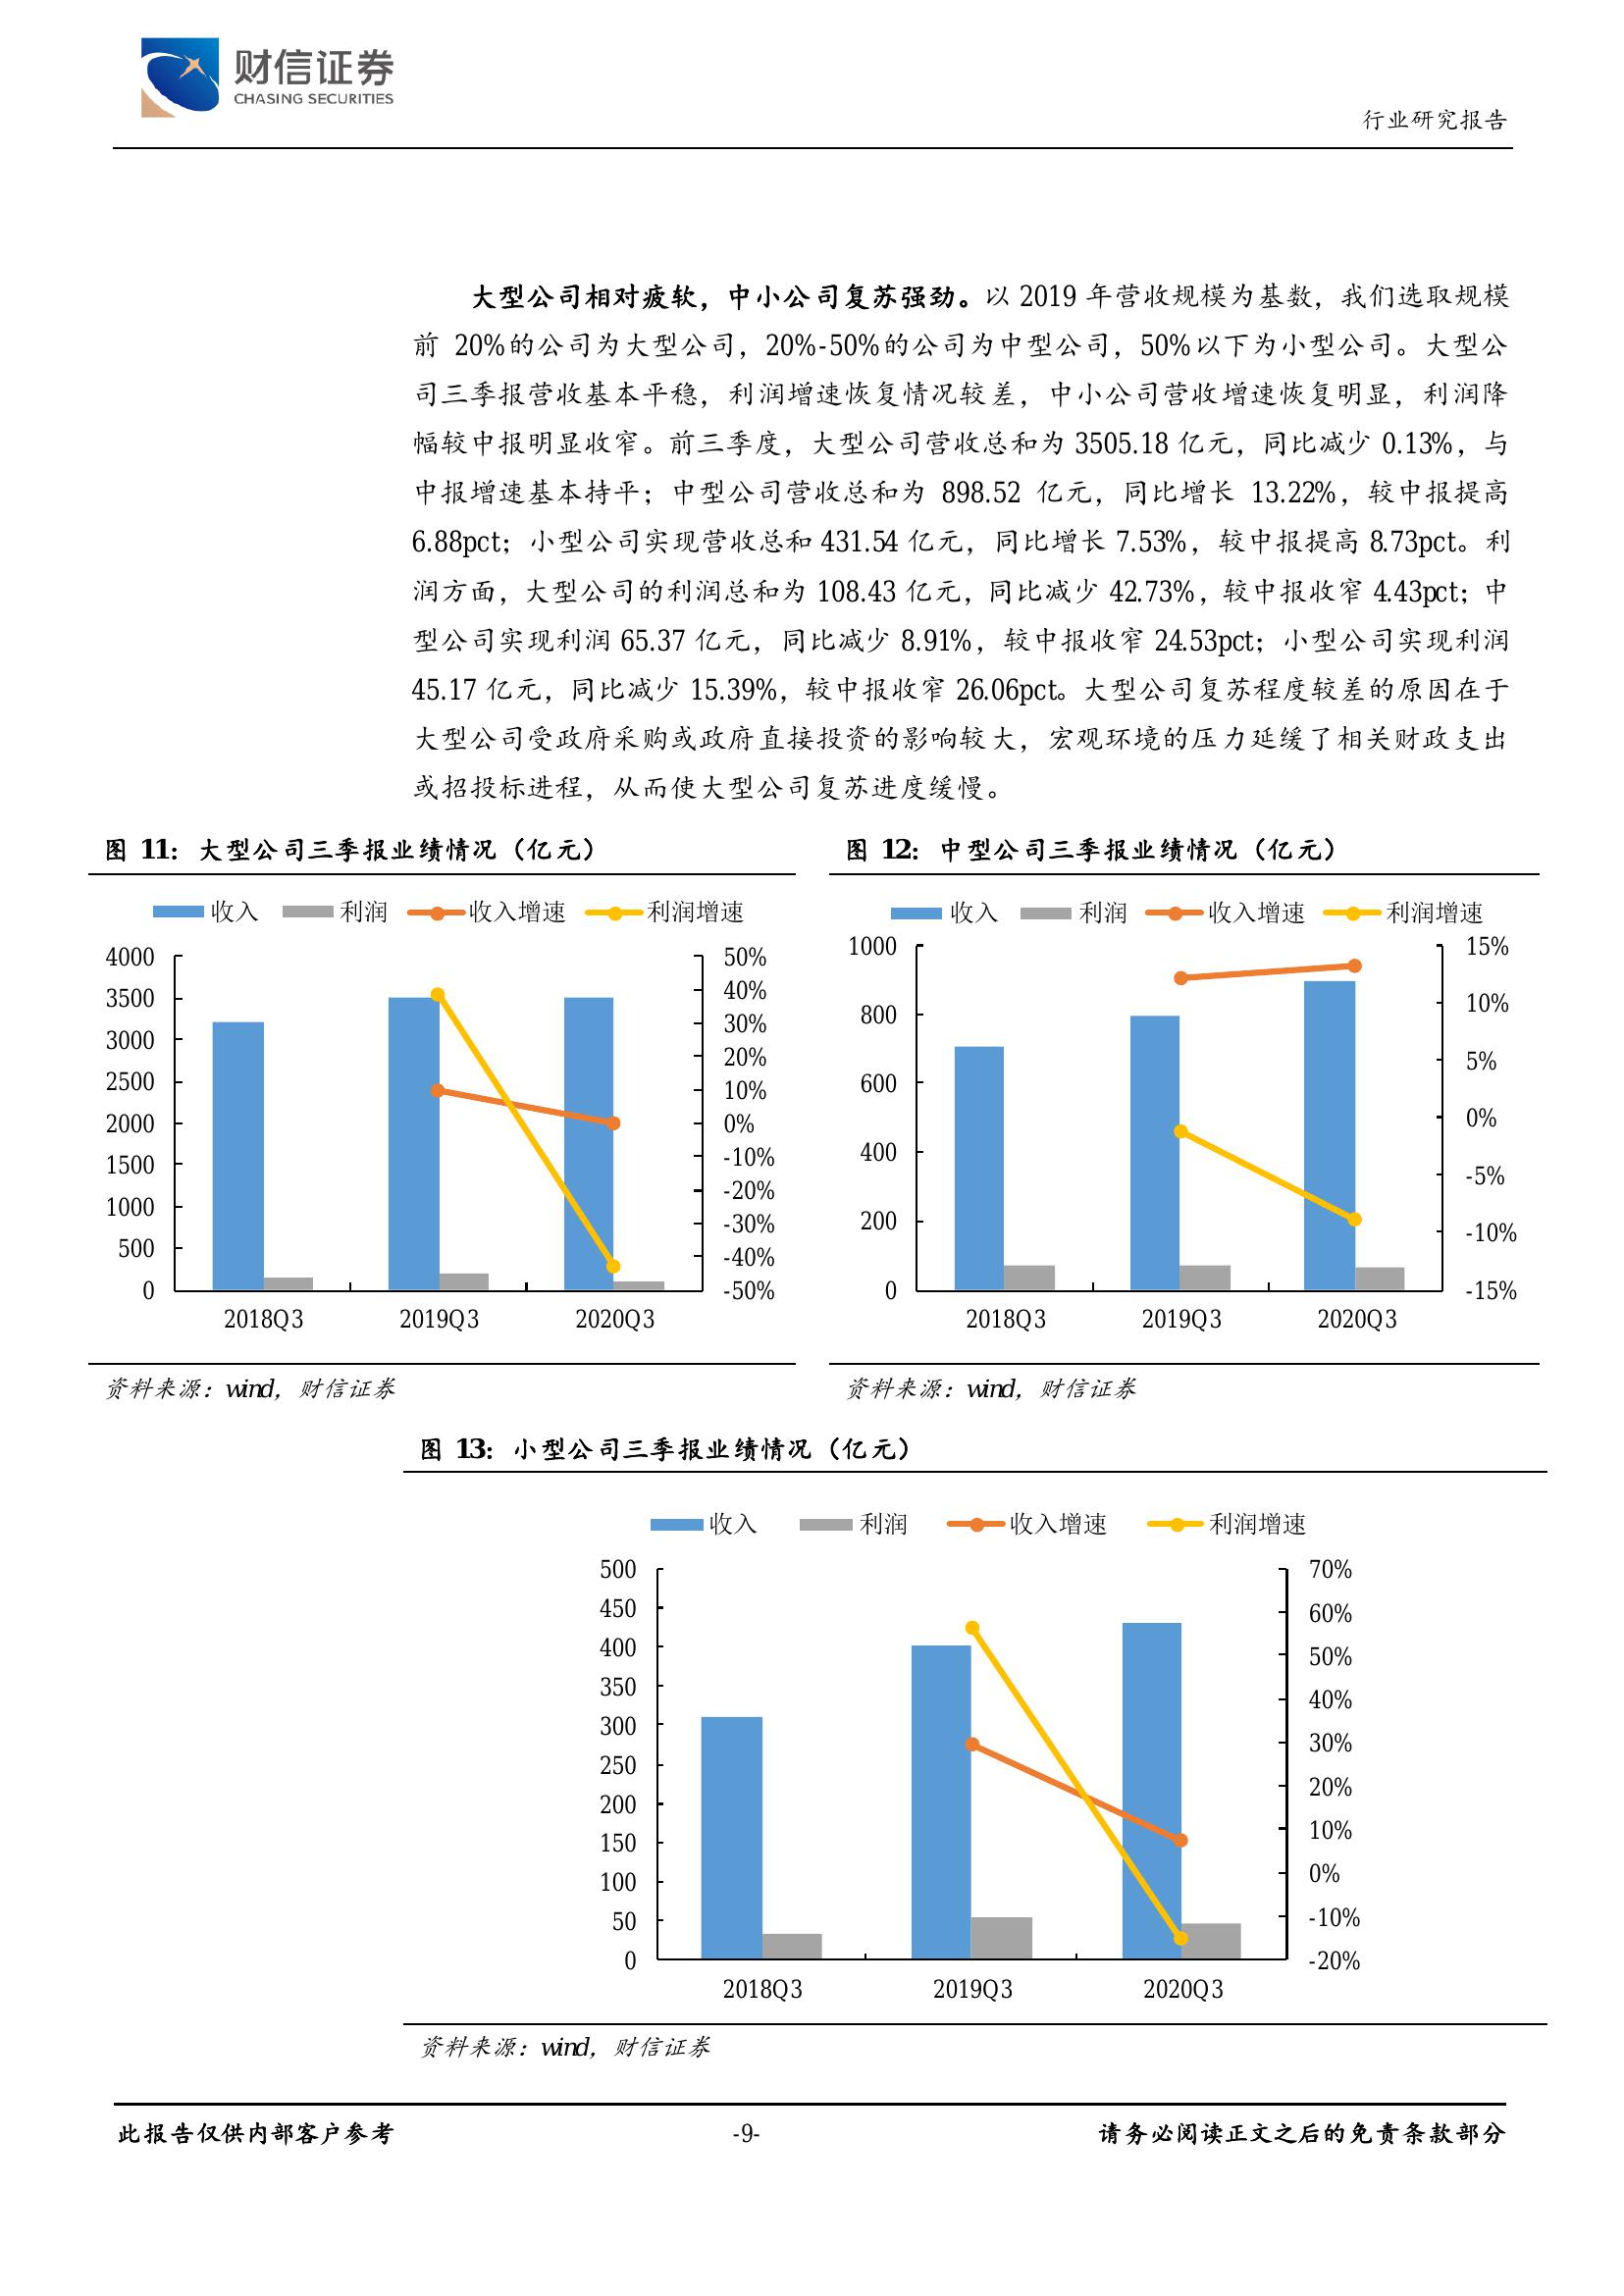 财信证券
CHASING SECURITIES
行业研究报告
大型公司相对疲软，中小公司复苏强劲。以 2019 年营收规模为基数，我们选取规模
前 20%的公司为大型公司，20%-50%的公司为中型公司，50%以下为小型公司。大型公
司三季报营收基本平稳，利润增速恢复情况较差，中小公司营收增速恢复明显，利润降
幅较中报明显收窄。前三季度，大型公司营收总和为 3505.18 亿元，同比减少 0.13%，与
中报增速基本持平；中型公司营收总和为 898.52 亿元，同比增长 13.22%，较中报提高
6.88pct；小型公司实现营收总和 431.54 亿元，同比增长 7.53%，较中报提高 8.73pct。利
润方面，大型公司的利润总和为 108.43 亿元，同比减少 42.73%，较中报收窄 4.43pct；中
型公司实现利润 65.37 亿元，同比减少 8.91%，较中报收窄 24.53pct；小型公司实现利润
45.17 亿元，同比减少 15.39%，较中报收窄 26.06pct。大型公司复苏程度较差的原因在于
大型公司受政府采购或政府直接投资的影响较大，宏观环境的压力延缓了相关财政支出
或招投标进程，从而使大型公司复苏进度缓慢。
图 11：大型公司三季报业绩情况（亿元）
收入 利润 收入增速 利润增速
4000
3500
3000
2500
2000
1500
1000
500
0
50%
40%
30%
20%
10%
0%
-10%
-20%
-30%
-40%
-50%
2018Q3 2019Q3 2020Q3
资料来源：wind，财信证券
图 12：中型公司三季报业绩情况（亿元）
收入 利润 收入增速 利润增速
1000
800
600
400
200
0
15%
10%
5%
0%
-5%
-10%
-15%
2018Q3 2019Q3 2020Q3
资料来源：wind，财信证券
图 13：小型公司三季报业绩情况（亿元）
收入 利润 收入增速 利润增速
500
450
400
350
300
250
200
150
100
50
0
70%
60%
50%
40%
30%
20%
10%
0%
-10%
-20%
2018Q3 2019Q3 2020Q3
资料来源：wind，财信证券
此报告仅供内部客户参考 -9- 请务必阅读正文之后的免责条款部分